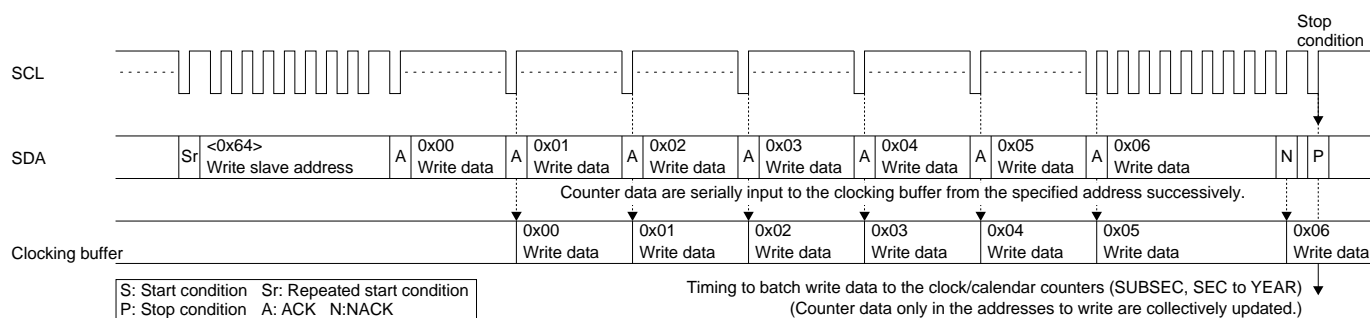 Stop
condition
SCL
SDA
Sr
<0x64>
Write slave address
A
0x00
Write data
A
0x01
Write data
A
0x02
Write data
A
0x03
Write data
A
0x04
Write data
A
0x05
Write data
A
0x06
Write data
N
P
Counter data are serially input to the clocking buffer from the specified address successively.
Clocking buffer
0x00
Write data
0x01
Write data
0x02
Write data
0x03
Write data
0x04
Write data
0x05
Write data
0x06
Write data
S: Start condition Sr: Repeated start condition
P: Stop condition A: ACK N:NACK
Timing to batch write data to the clock/calendar counters (SUBSEC, SEC to YEAR)
(Counter data only in the addresses to write are collectively updated.)